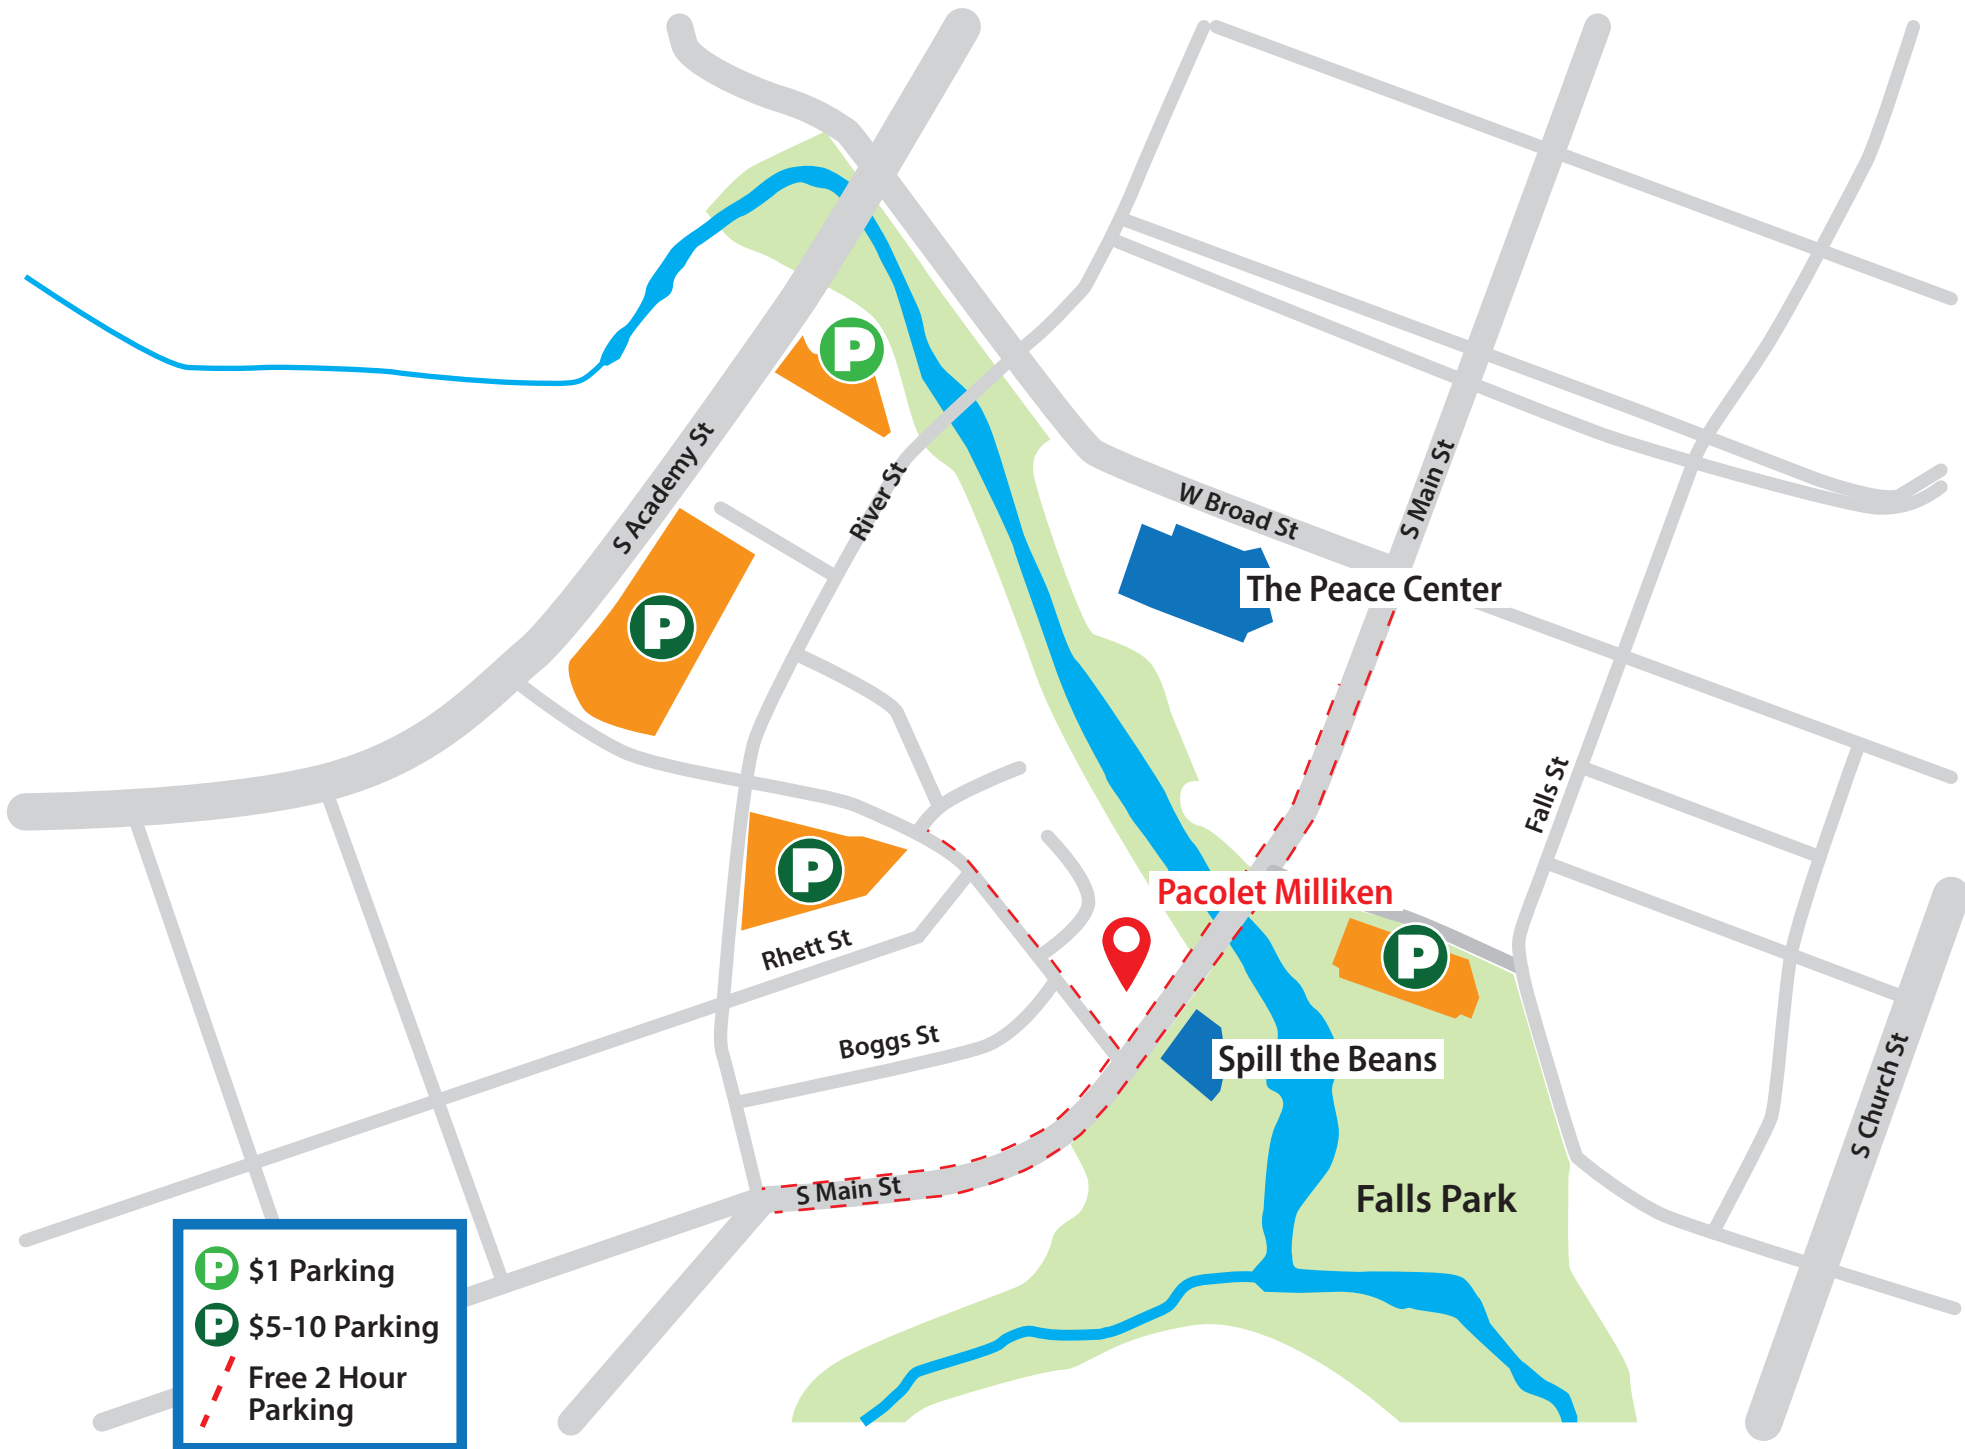 P
S Academy St
River St
W Broad St
S Main St
The Peace Center
P
Falls St
P
Rhett St
Pacolet Milliken
P
Boggs St
Spill the Beans
S Church St
S Main St
Falls Park
P $1 Parking
P $5-10 Parking
Free 2 Hour
Parking